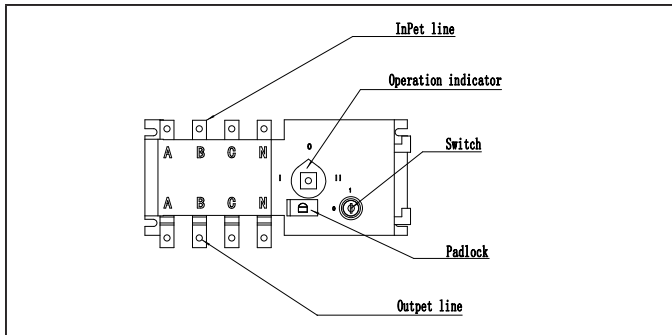 InPet line
Operation indicator
O
A B C N
I II
Switch
1
A B C N
0
Padlock
Outpet line